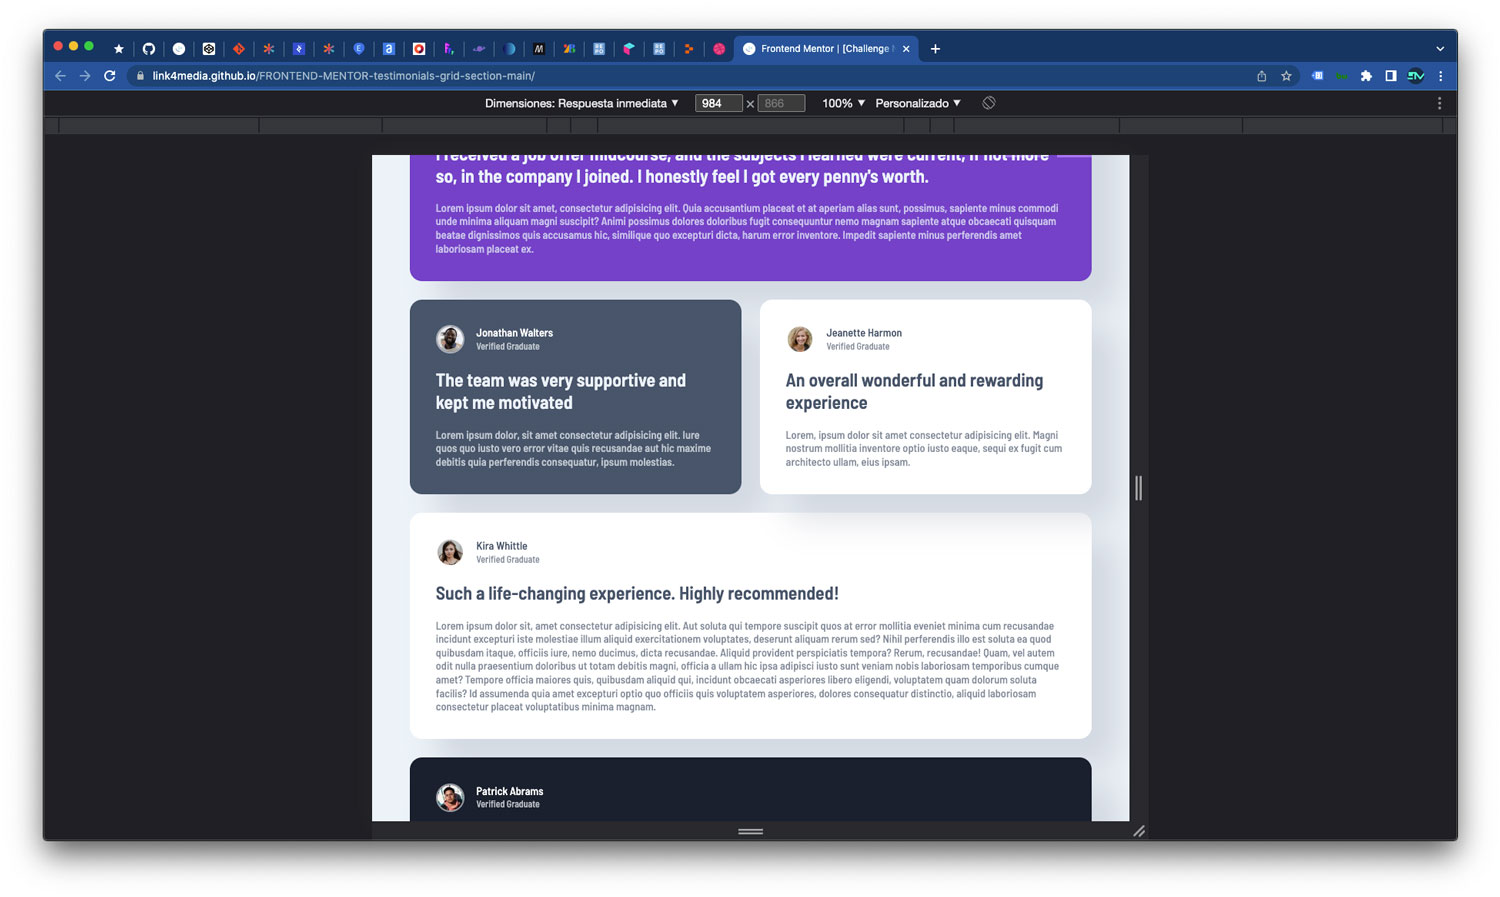 Frontend Mentor | [Challenge
link4media.github.io/FRONTEND-MENTOR-testimonials-grid-section-main/
Dimensiones: Respuesta inmediata ▼ 984 × 866 100% ▼ Personalizado ▼
I received a job offer midcourse, and the subjects I learned were current, if not more
so, in the company I joined. I honestly feel I got every penny's worth.
Lorem ipsum dolor sit amet, consectetur adipisicing elit. Quia accusantium placeat et at aperiam alias sunt, possimus, sapiente minus commodi
unde minima aliquam magni suscipit? Animi possimus dolores doloribus fugit consequuntur nemo magnam sapiente atque obcaecati quisquam
beatae dignissimos quis accusamus hic, similique quo excepturi dicta, harum error inventore. Impedit sapiente minus perferendis amet
laboriosam placeat ex.
Jonathan Walters
Verified Graduate
The team was very supportive and
kept me motivated
Lorem ipsum dolor, sit amet consectetur adipisicing elit. Iure
quos quo iusto vero error vitae quis recusandae aut hic maxime
debitis quia perferendis consequatur, ipsum molestias.
Jeanette Harmon
Verified Graduate
An overall wonderful and rewarding
experience
Lorem, ipsum dolor sit amet consectetur adipisicing elit. Magni
nostrum mollitia inventore optio iusto eaque, sequi ex fugit cum
architecto ullam, eius ipsam.
Kira Whittle
Verified Graduate
Such a life-changing experience. Highly recommended!
Lorem ipsum dolor sit, amet consectetur adipisicing elit. Aut soluta qui tempore suscipit quos at error mollitia eveniet minima cum recusandae
incidunt excepturi iste molestiae illum aliquid exercitationem voluptates, deserunt aliquam rerum sed? Nihil perferendis illo est soluta ea quod
quibusdam itaque, officiis iure, nemo ducimus, dicta recusandae. Aliquid provident perspiciatis tempora? Rerum, recusandae! Quam, vel autem
odit nulla praesentium doloribus ut totam debitis magni, officia a ullam hic ipsa adipisci iusto sunt veniam nobis laboriosam temporibus cumque
amet? Tempore officia maiores quis, quibusdam aliquid qui, incidunt obcaecati asperiores libero eligendi, voluptatem quam dolorum soluta
facilis? Id assumenda quia amet excepturi optio quo officiis quis voluptatem asperiores, dolores consequatur distinctio, aliquid laboriosam
consectetur placeat voluptatibus minima magnam.
Patrick Abrams
Verified Graduate